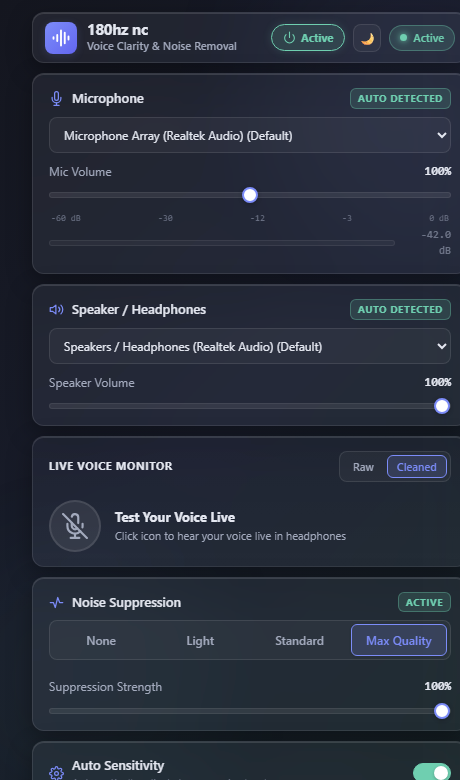 180hz nc
Voice Clarity & Noise Removal
Active
Active
Microphone
AUTO DETECTED
Microphone Array (Realtek Audio) (Default)
Mic Volume
100%
-60 dB
-30
-12
-3
0 dB
-42.0
dB
Speaker / Headphones
AUTO DETECTED
Speakers / Headphones (Realtek Audio) (Default)
Speaker Volume
100%
LIVE VOICE MONITOR
Raw
Cleaned
Test Your Voice Live
Click icon to hear your voice live in headphones
Noise Suppression
ACTIVE
None
Light
Standard
Max Quality
Suppression Strength
100%
Auto Sensitivity